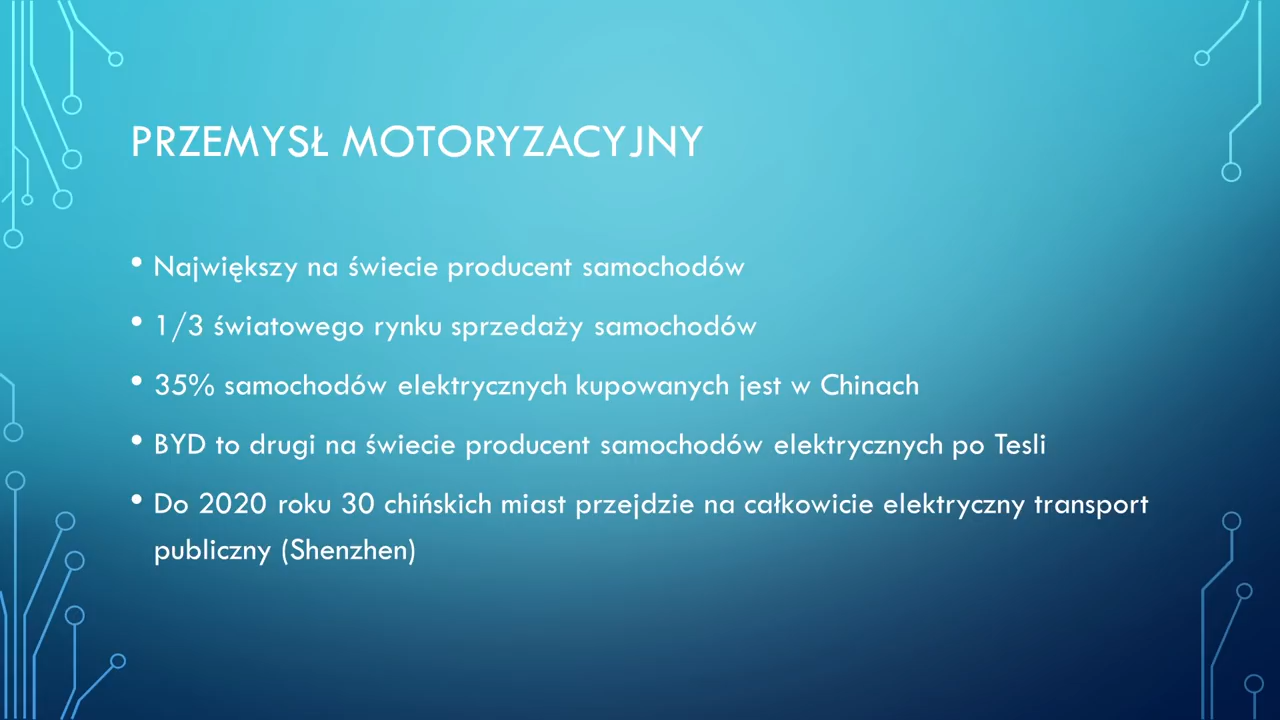 PRZEMYSŁ MOTORYZACYJNY
• Największy na świecie producent samochodów
• 1/3 światowego rynku sprzedaży samochodów
• 35% samochodów elektrycznych kupowanych jest w Chinach
• BYD to drugi na świecie producent samochodów elektrycznych po Tesli
• Do 2020 roku 30 chińskich miast przejdzie na całkowicie elektryczny transport
publiczny (Shenzhen)